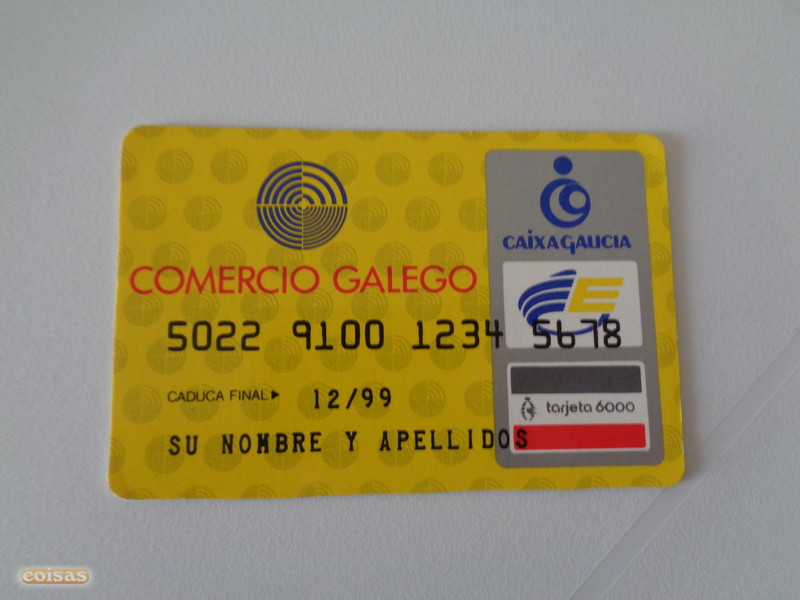 CAIXAGALICIA
COMERCIO GALEGO
E
5022 9100 1234 5678
CADUCA FINAL▶ 12/99
tarjeta 6000
SU NOMBRE Y APELLIDOS
coisas